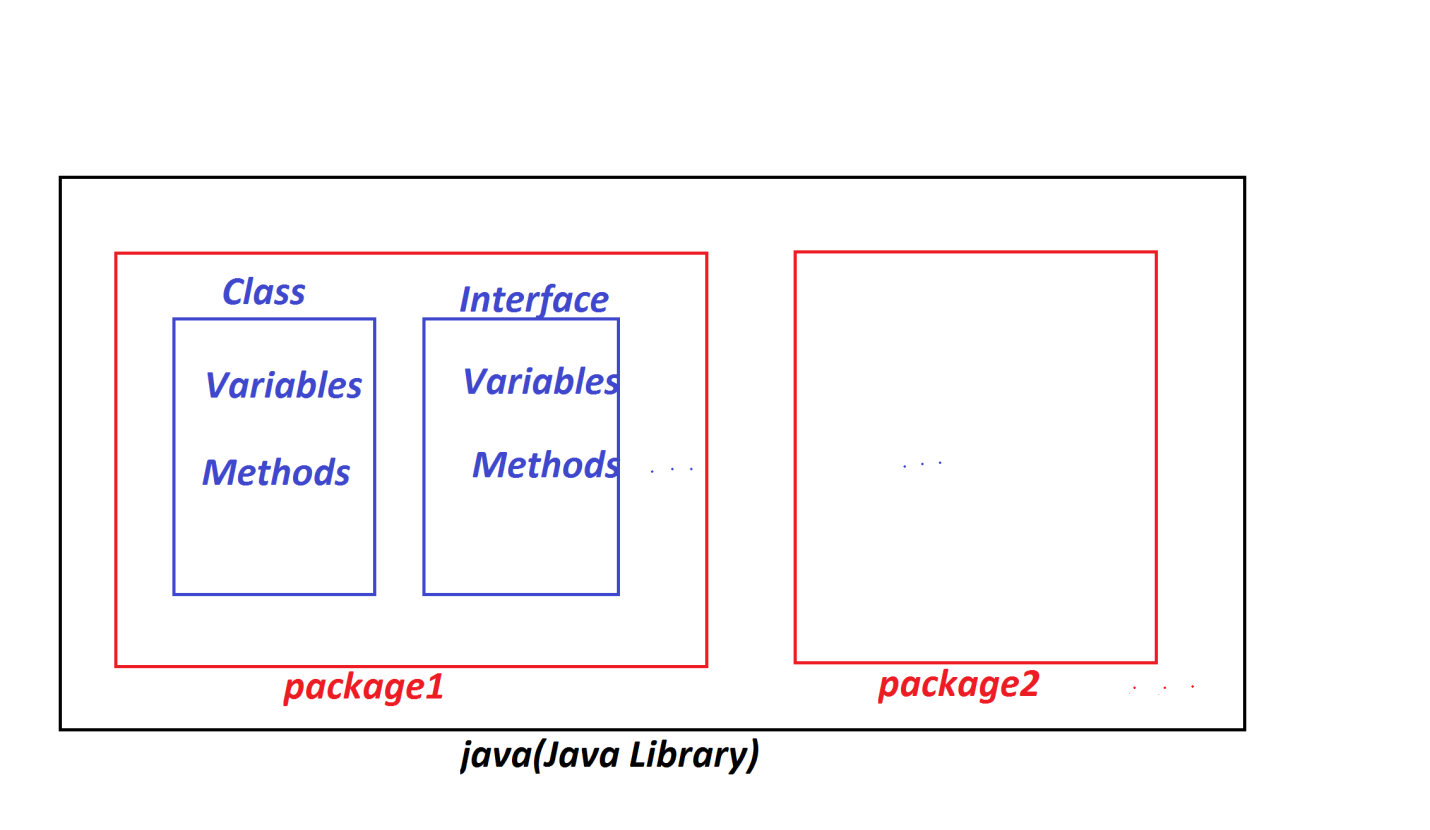 Class
Interface
Variables
Variables
Methods
Methods
. . .
. . .
package1
package2
. . .
java(Java Library)